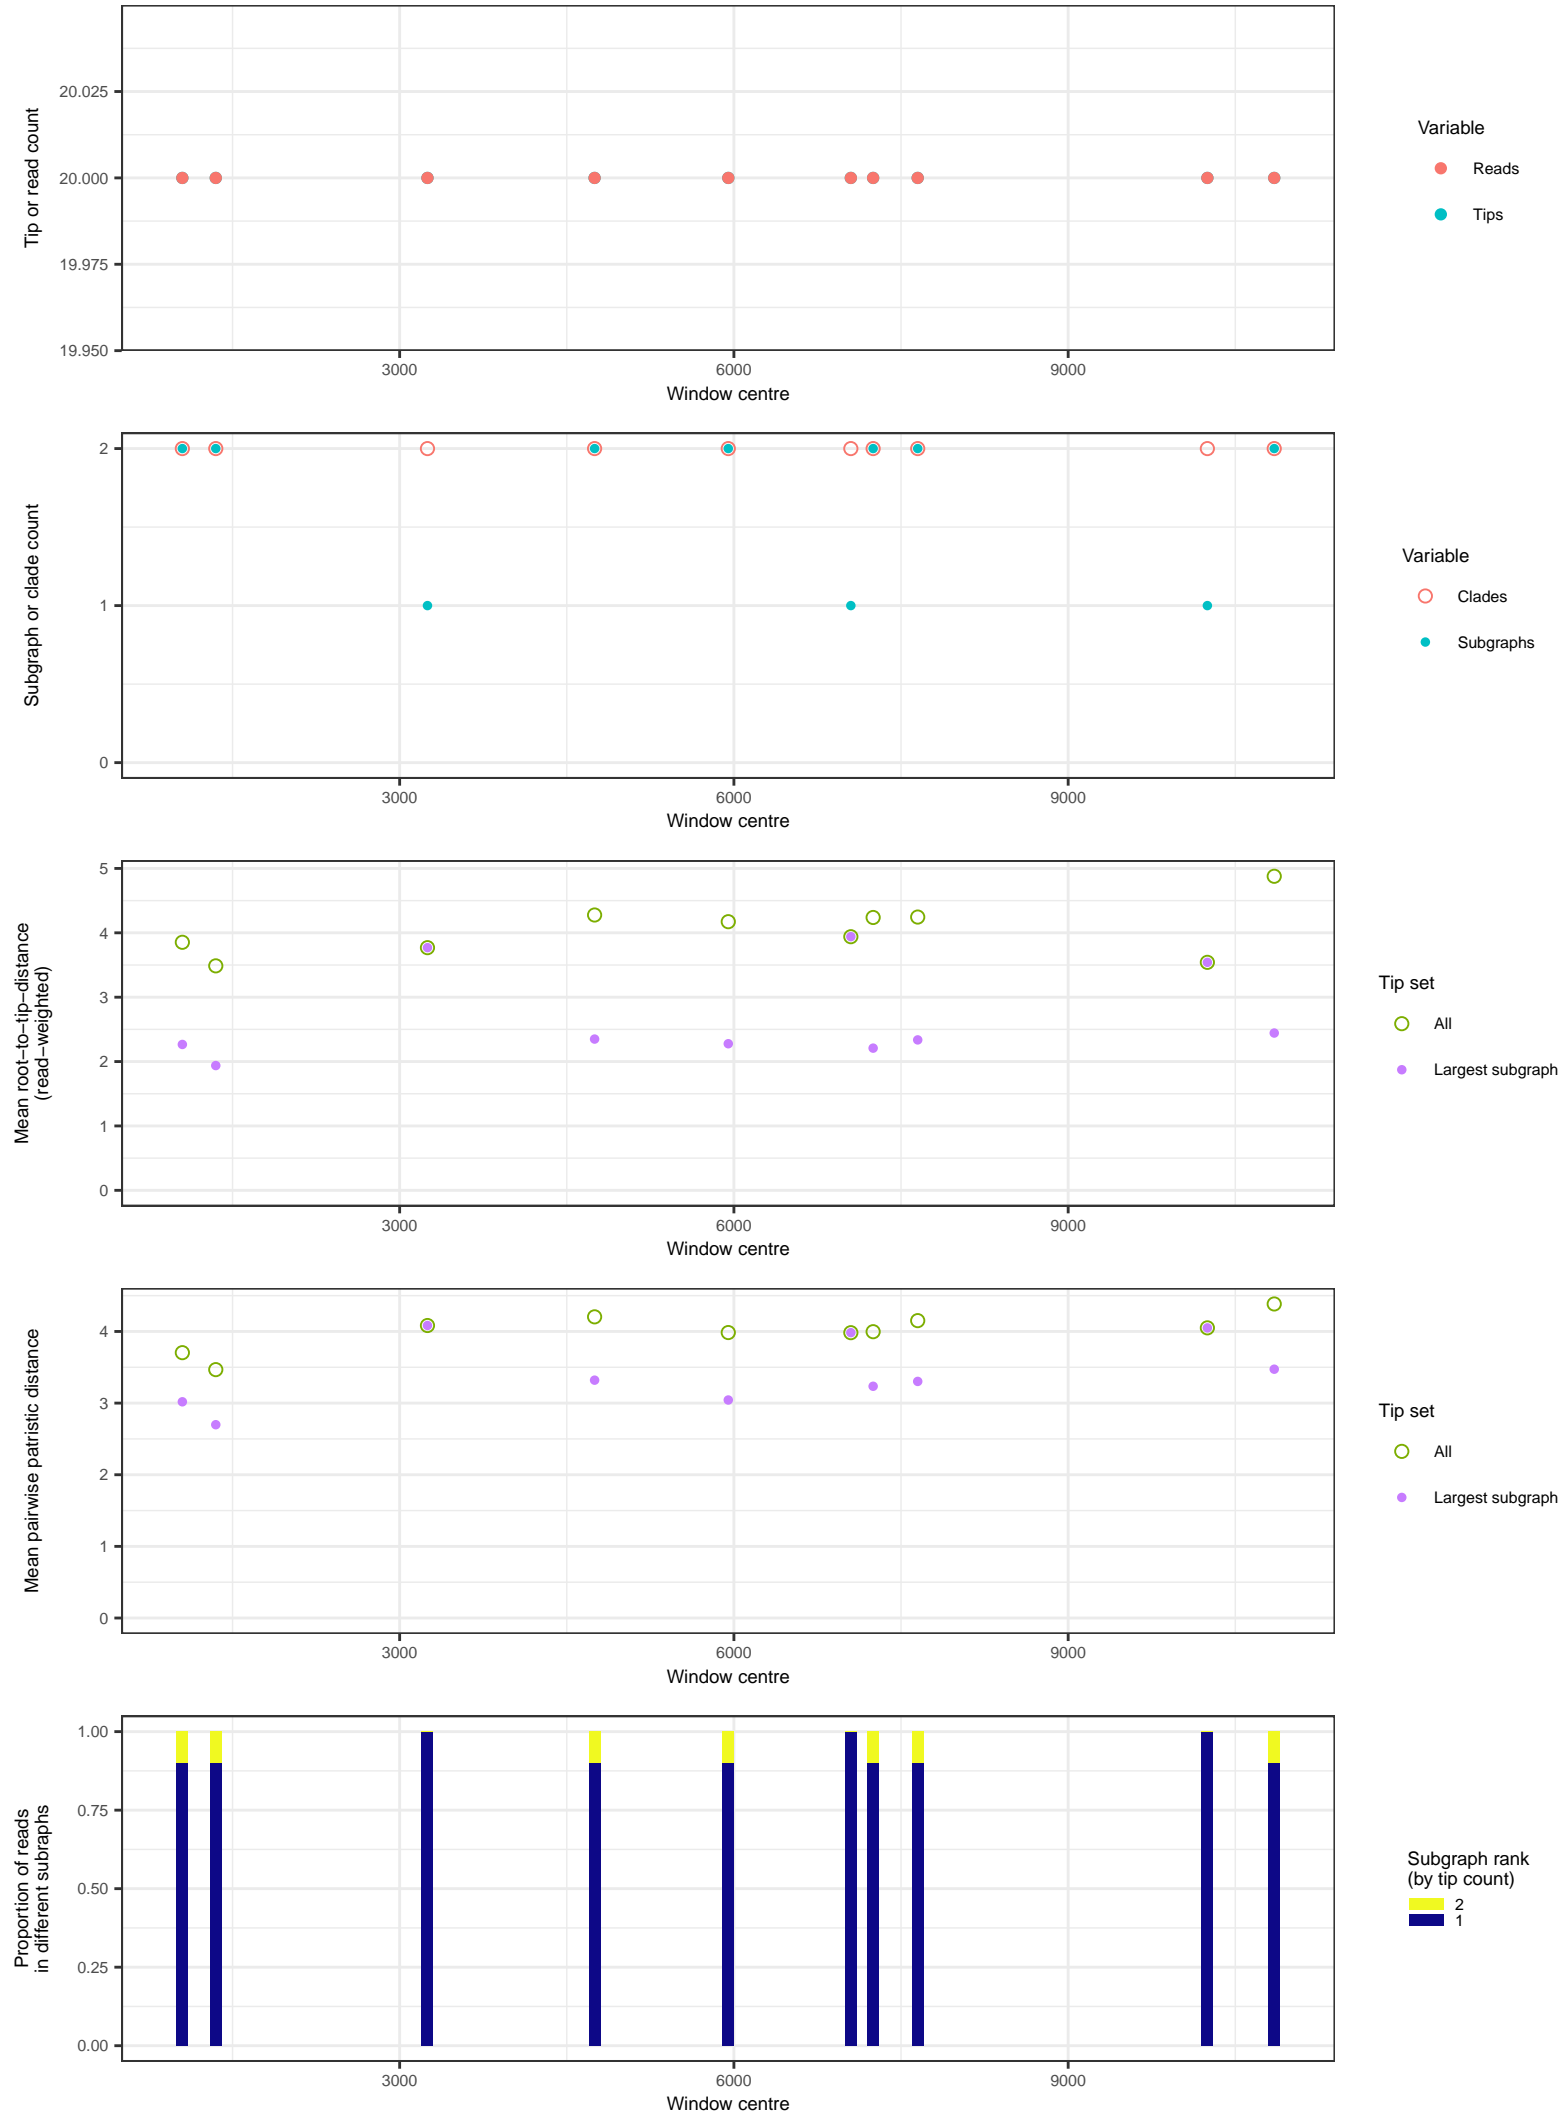 Tip or read count
20.025
20.000
19.975
19.950
3000 6000 9000
Window centre
Variable
Reads
Tips
Subgraph or clade count
2
1
0
3000 6000 9000
Window centre
Variable
Clades
Subgraphs
Mean root−to−tip−distance
(read−weighted)
5
4
3
2
1
0
3000 6000 9000
Window centre
Tip set
All
Largest subgraph
Mean pairwise patristic distance
4
3
2
1
0
3000 6000 9000
Window centre
Tip set
All
Largest subgraph
Proportion of reads
in different subraphs
1.00
0.75
0.50
0.25
0.00
3000 6000 9000
Window centre
Subgraph rank
(by tip count)
2
1